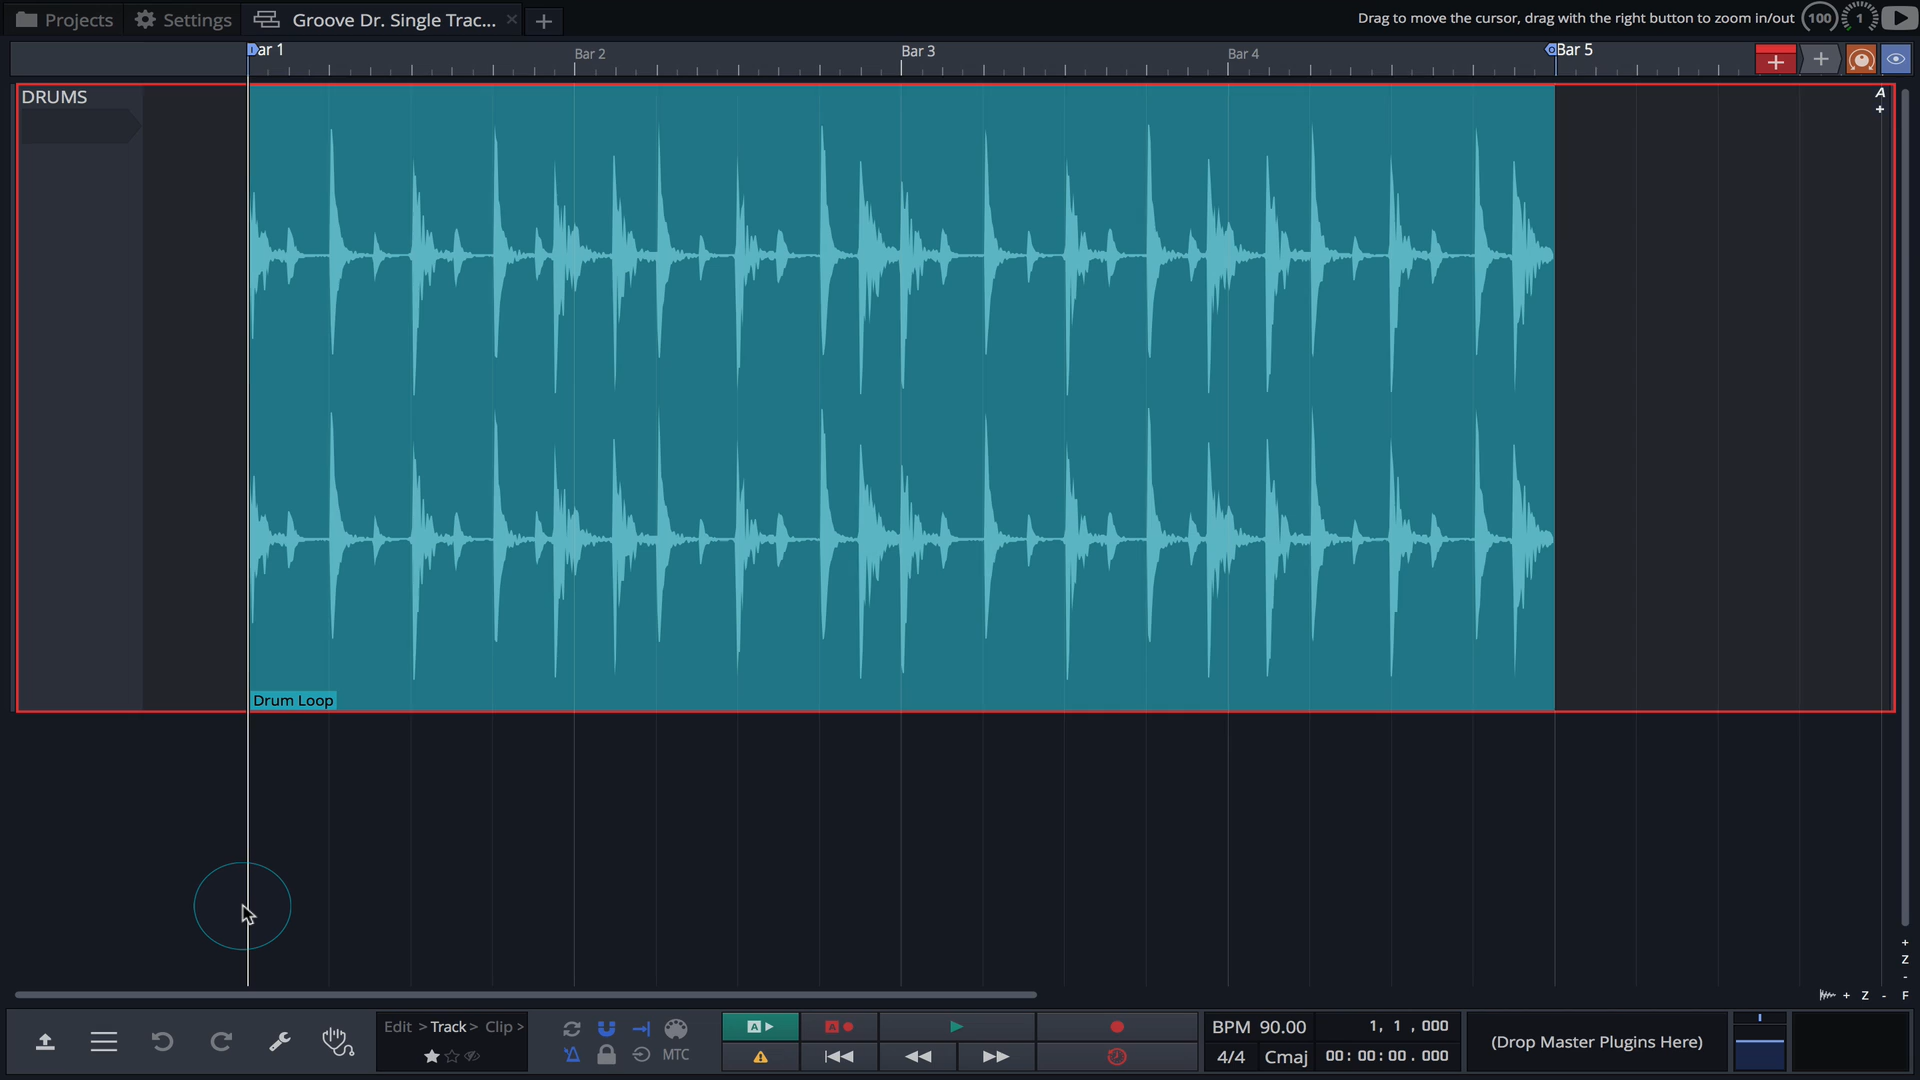 Projects
Settings
Groove Dr. Single Trac...
Drag to move the cursor, drag with the right button to zoom in/out
100
1
Bar 1
Bar 2
Bar 3
Bar 4
Bar 5
DRUMS
A
+
Drum Loop
+
Z
-
+ Z - F
Edit > Track > Clip >
MTC
A
A
BPM 90.00
1, 1 , 000
4/4
Cmaj
00: 00: 00. 000
(Drop Master Plugins Here)